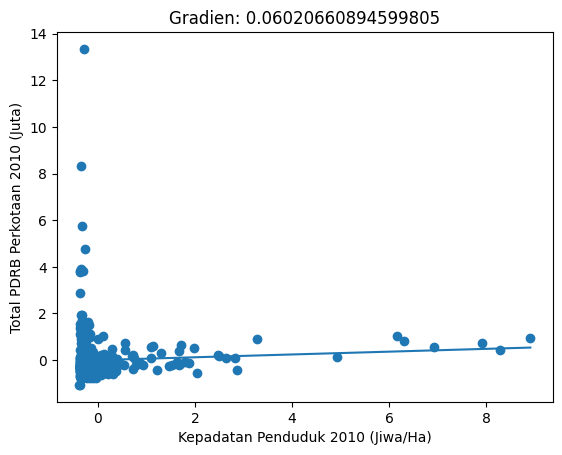 Gradien: 0.06020660894599805
Total PDRB Perkotaan 2010 (Juta)
14
12
10
8
6
4
2
0
0 2 4 6 8
Kepadatan Penduduk 2010 (Jiwa/Ha)